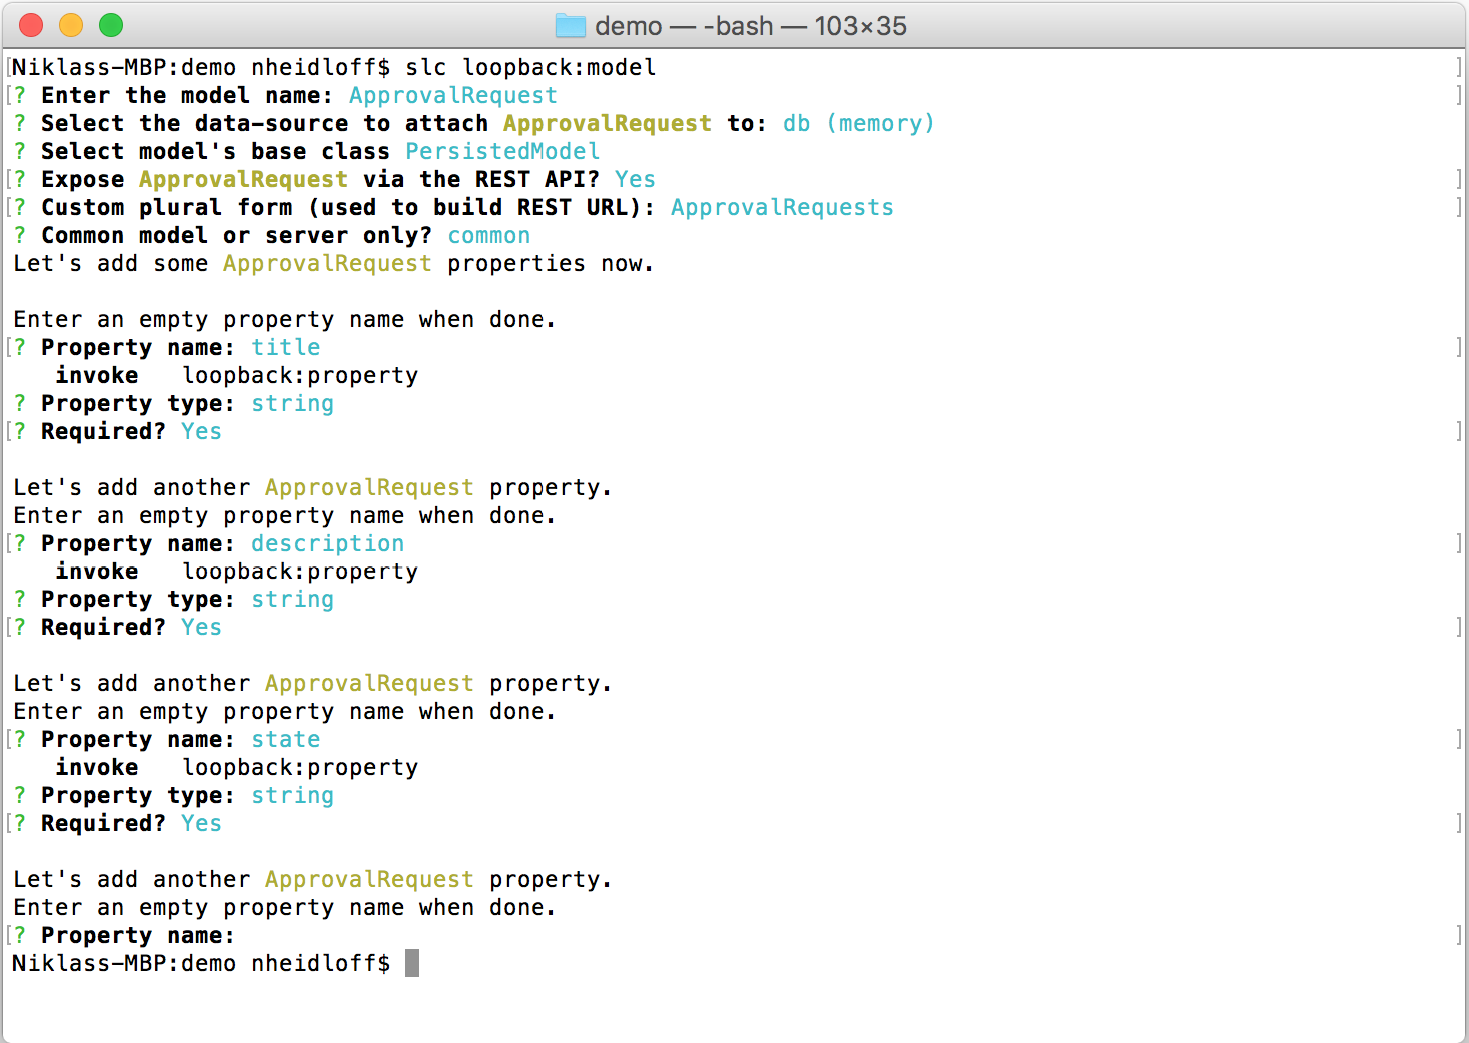 demo — -bash — 103×35
Niklass-MBP:demo nheidloff$ slc loopback:model
? Enter the model name: ApprovalRequest
? Select the data-source to attach ApprovalRequest to: db (memory)
? Select model's base class PersistedModel
? Expose ApprovalRequest via the REST API? Yes
? Custom plural form (used to build REST URL): ApprovalRequests
? Common model or server only? common
Let's add some ApprovalRequest properties now.
Enter an empty property name when done.
? Property name: title
invoke loopback:property
? Property type: string
? Required? Yes
Let's add another ApprovalRequest property.
Enter an empty property name when done.
? Property name: description
invoke loopback:property
? Property type: string
? Required? Yes
Let's add another ApprovalRequest property.
Enter an empty property name when done.
? Property name: state
invoke loopback:property
? Property type: string
? Required? Yes
Let's add another ApprovalRequest property.
Enter an empty property name when done.
? Property name:
Niklass-MBP:demo nheidloff$